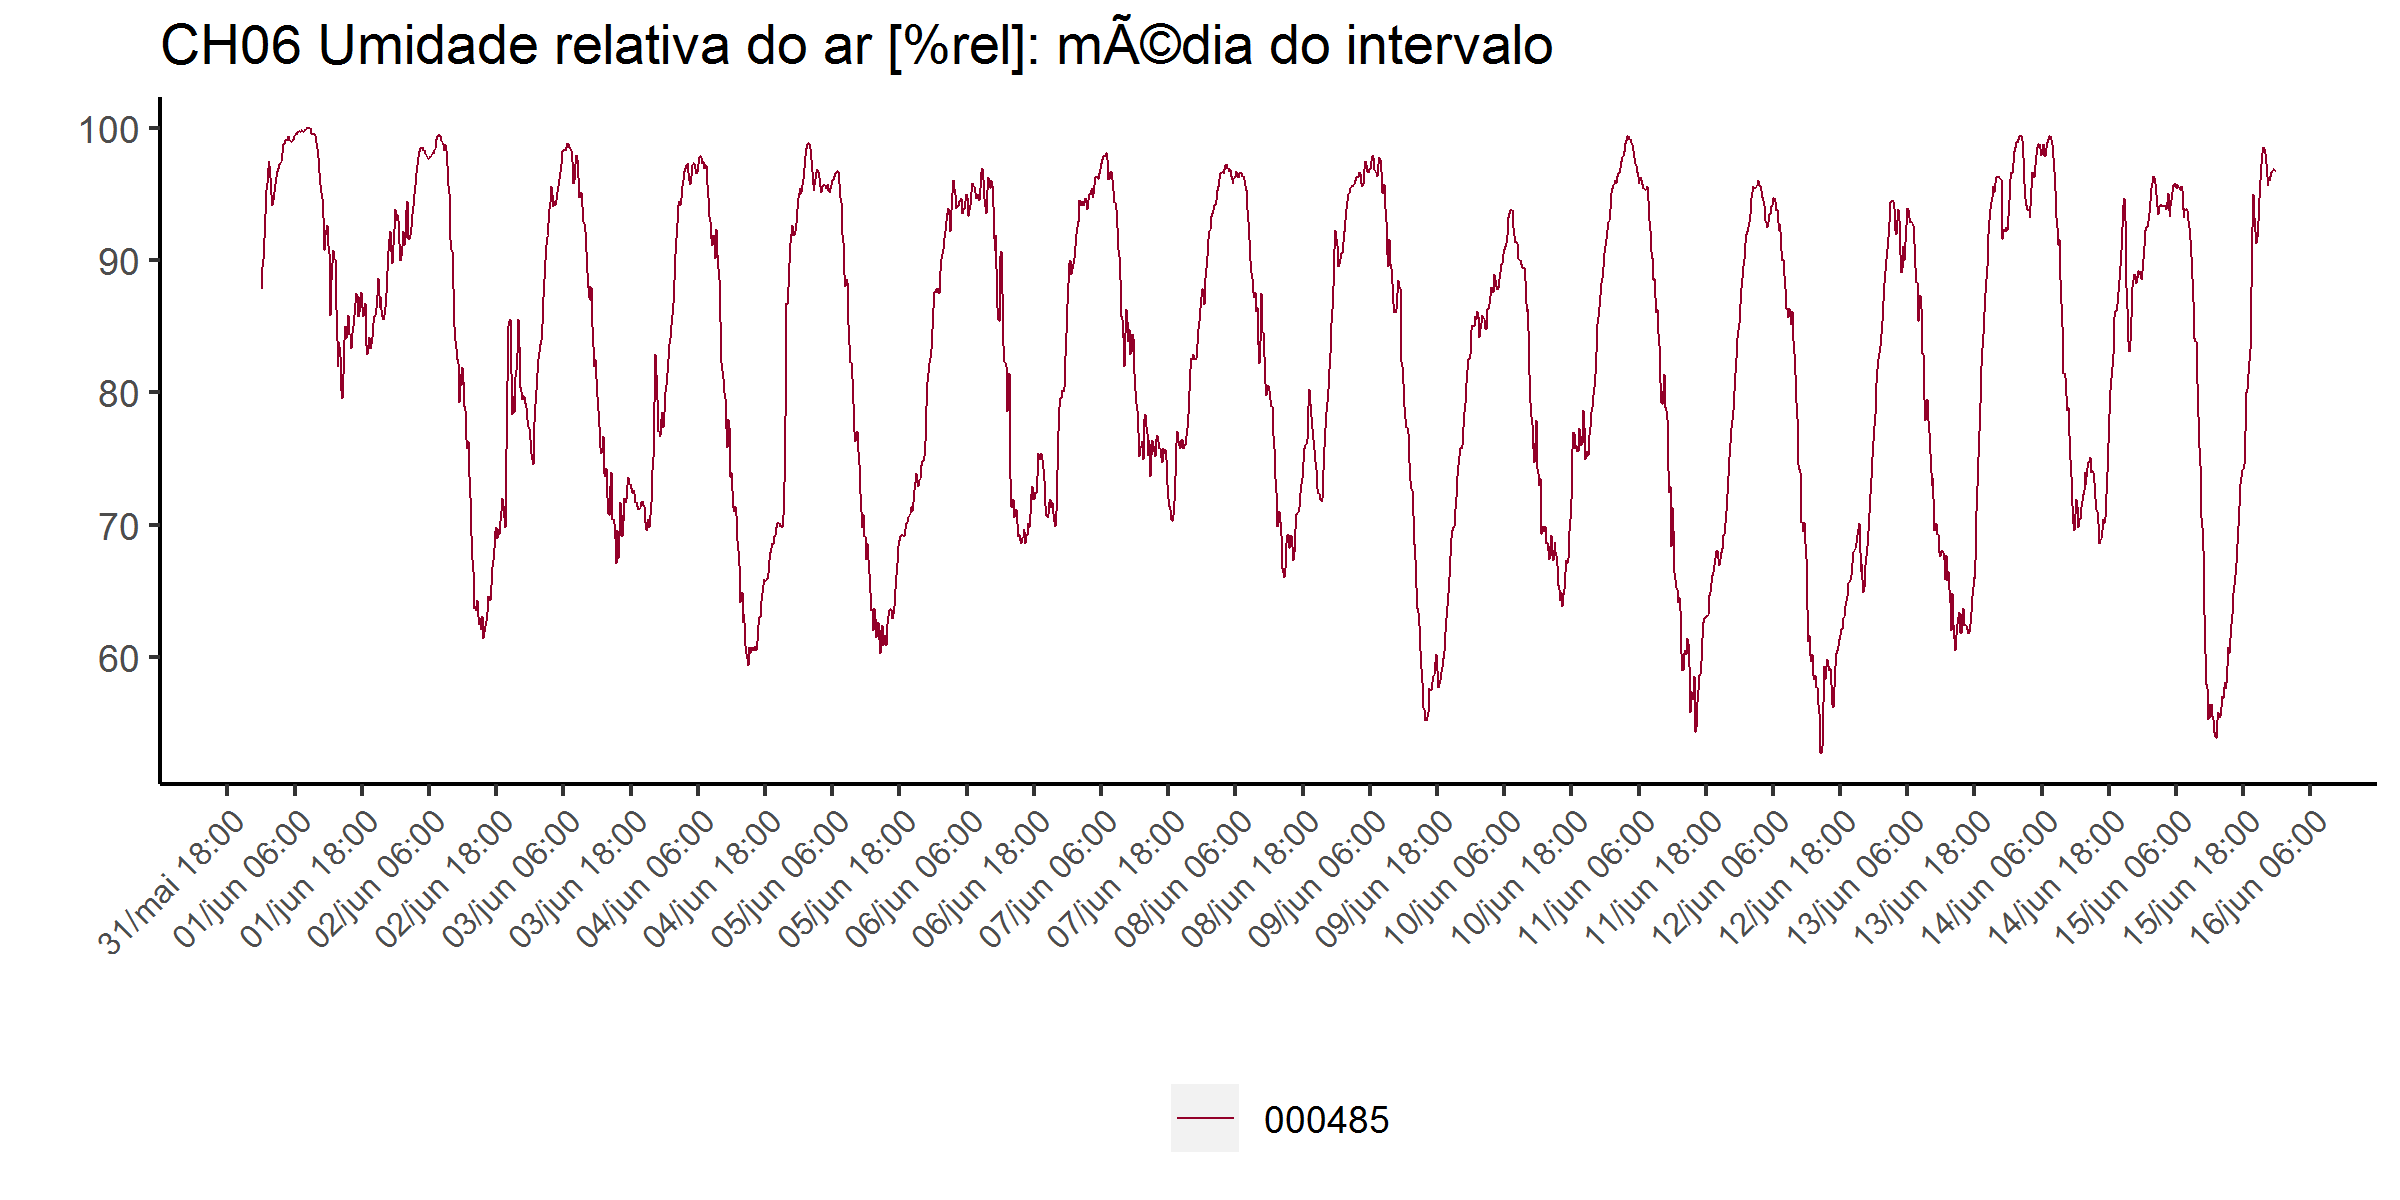 CH06 Umidade relativa do ar [%rel]: mÃ©dia do intervalo
100
90
80
70
60
31/mai 18:00
01/jun 06:00
01/jun 18:00
02/jun 06:00
02/jun 18:00
03/jun 06:00
03/jun 18:00
04/jun 06:00
04/jun 18:00
05/jun 06:00
05/jun 18:00
06/jun 06:00
06/jun 18:00
07/jun 06:00
07/jun 18:00
08/jun 06:00
08/jun 18:00
09/jun 06:00
09/jun 18:00
10/jun 06:00
10/jun 18:00
11/jun 06:00
11/jun 18:00
12/jun 06:00
12/jun 18:00
13/jun 06:00
13/jun 18:00
14/jun 06:00
14/jun 18:00
15/jun 06:00
15/jun 18:00
16/jun 06:00
000485